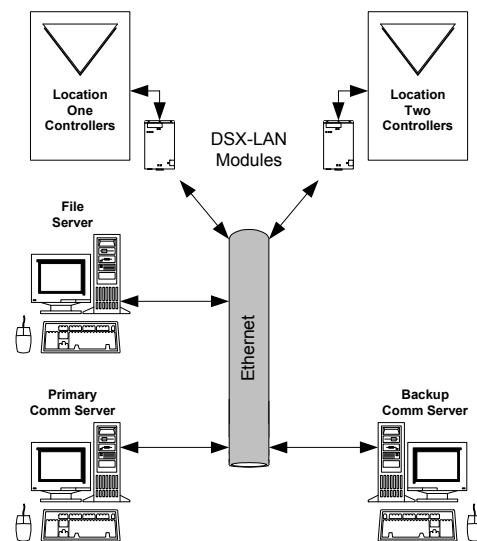 Location
One
Controllers
Location
Two
Controllers
DSX-LAN
Modules
File
Server
Ethernet
Primary
Comm Server
Backup
Comm Server